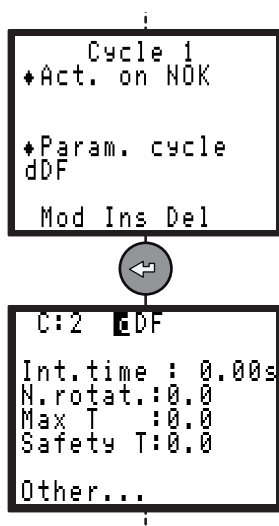 Cycle 1
♦Act. on NOK
♦Param. cycle
dDF
Mod Ins Del
C:2 dDF
Int.time : 0.00s
N.rotat.:0.0
Max T :0.0
Safety T:0.0
Other...